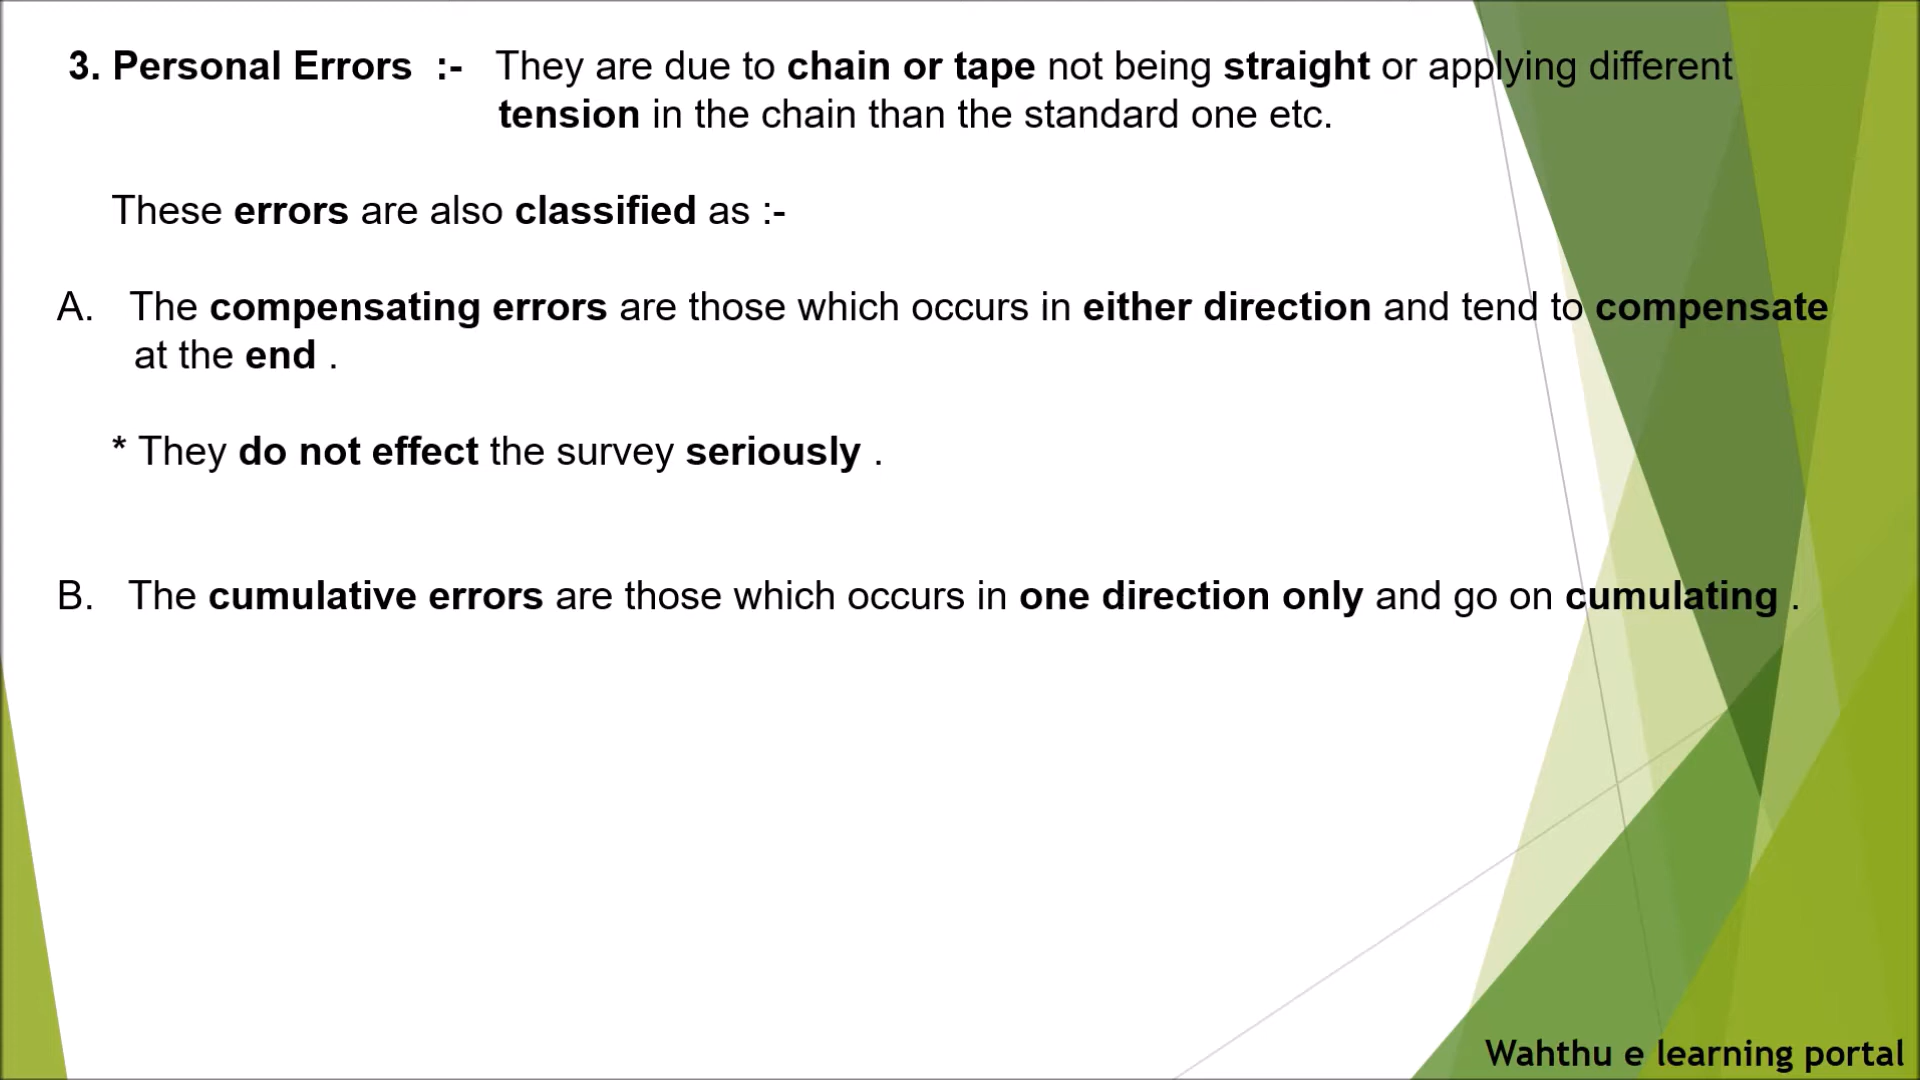 3. Personal Errors :- They are due to chain or tape not being straight or applying different
tension in the chain than the standard one etc.
These errors are also classified as :-
A. The compensating errors are those which occurs in either direction and tend to compensate
at the end .
* They do not effect the survey seriously .
B. The cumulative errors are those which occurs in one direction only and go on cumulating .
Wahthu e learning portal